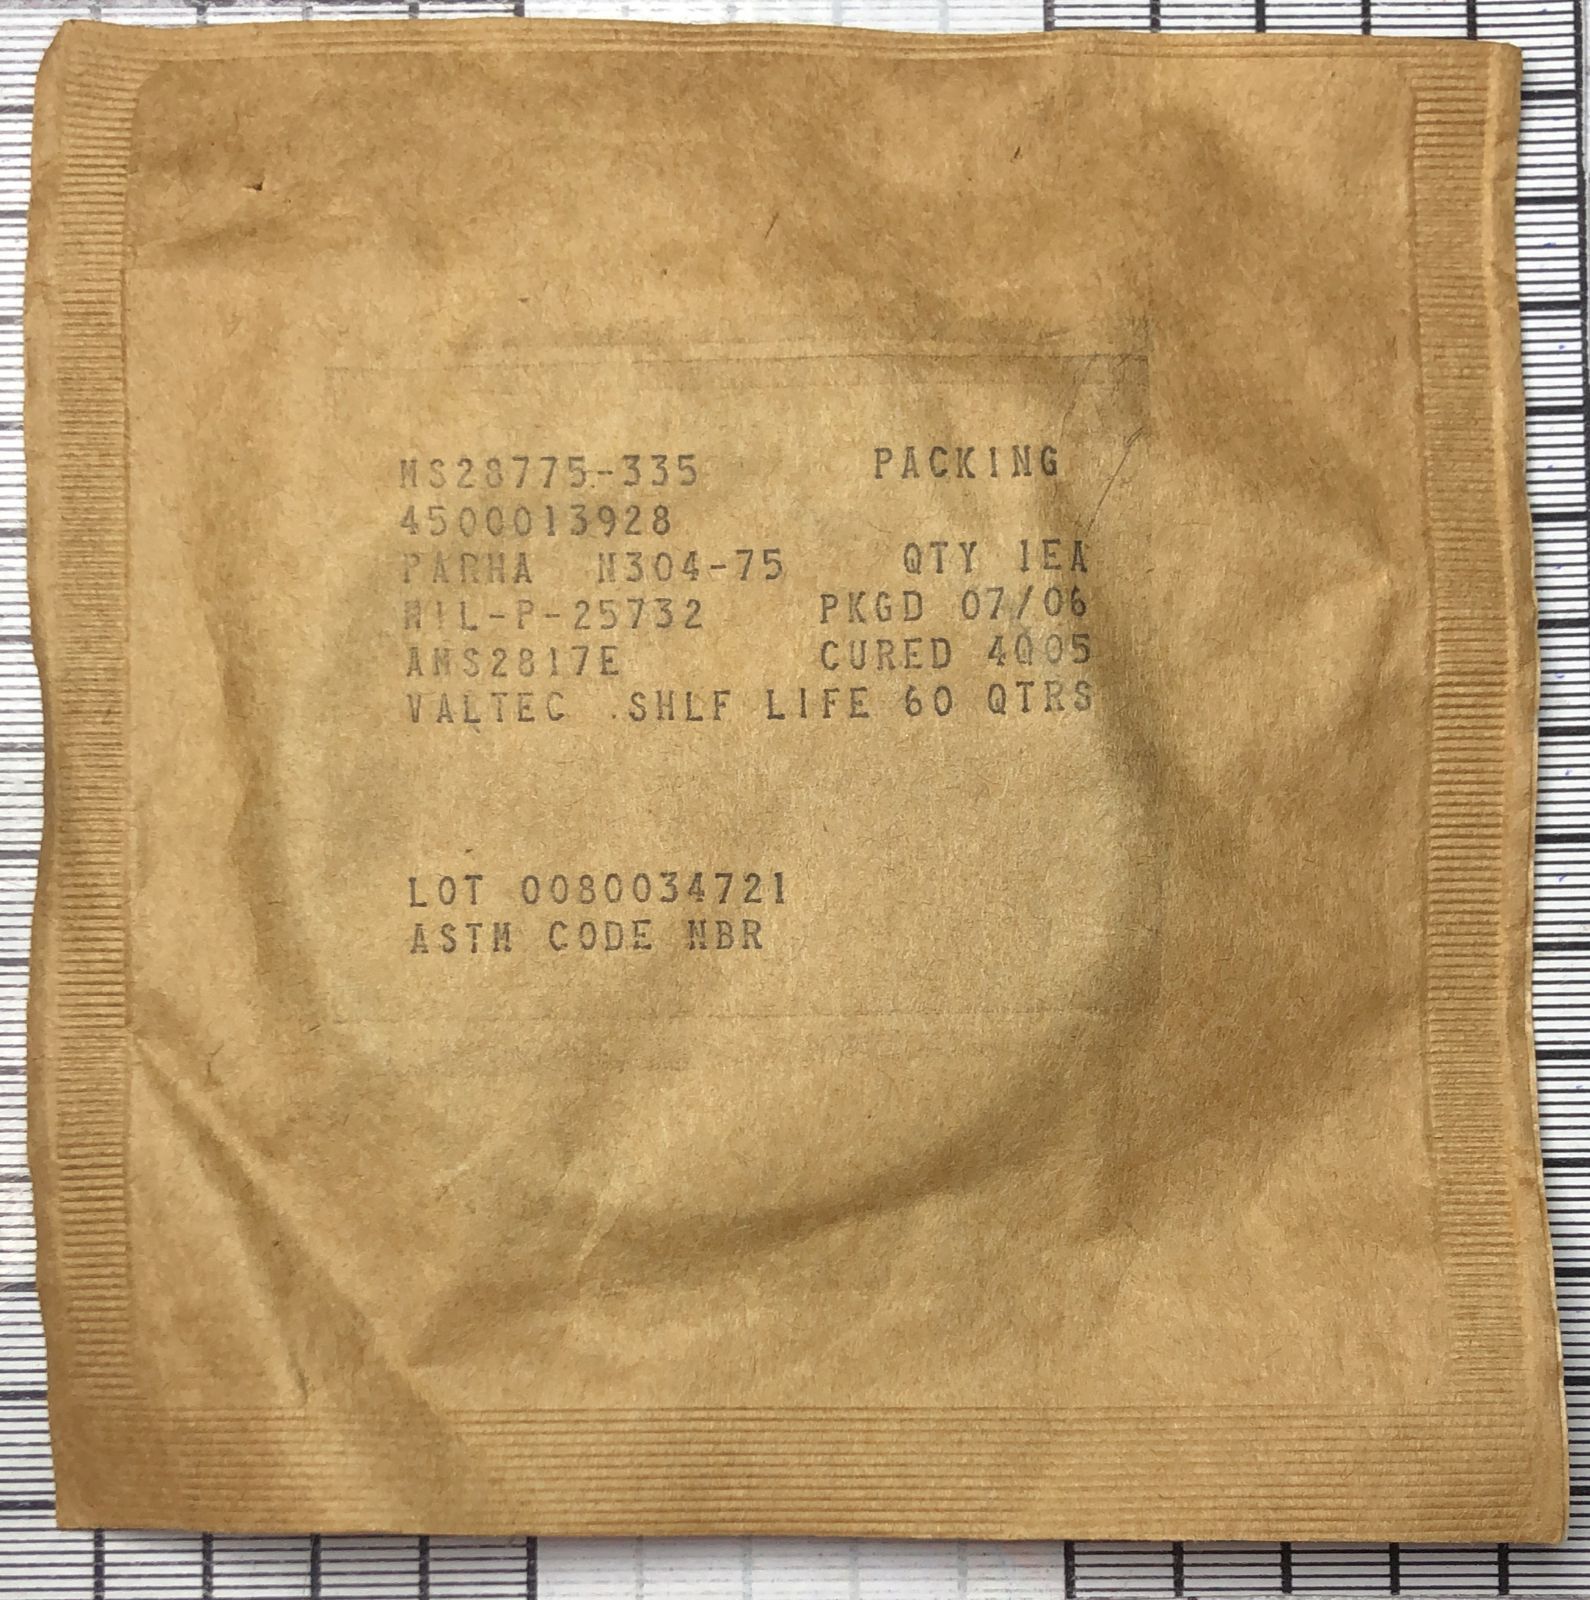 MS28775-335 PACKING
4500013928
PARHA N304-75 QTY 1EA
MIL-P-25732 PKGD 07/06
AMS2817E CURED 4Q05
VALTEC .SHLF LIFE 60 QTRS
LOT 0080034721
ASTM CODE NBR